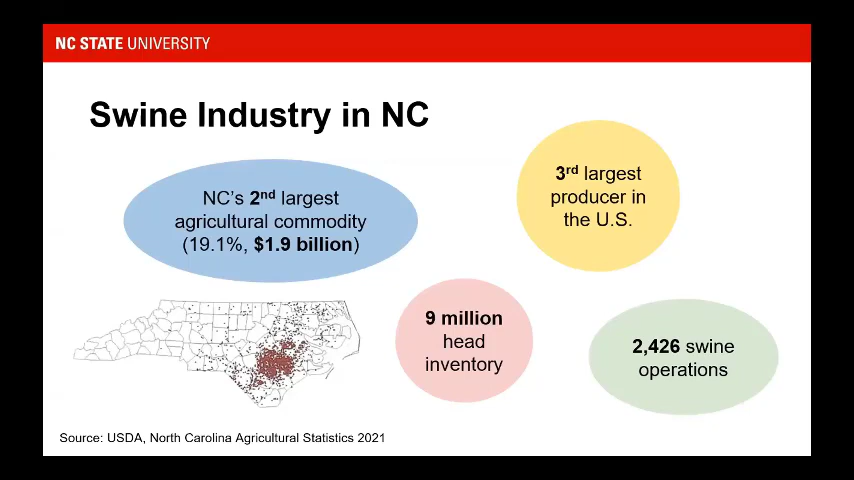 NC STATE UNIVERSITY
Swine Industry in NC
NC's 2nd largest
agricultural commodity
(19.1%, $1.9 billion)
3rd largest
producer in
the U.S.
9 million
head
inventory
2,426 swine
operations
Source: USDA, North Carolina Agricultural Statistics 2021